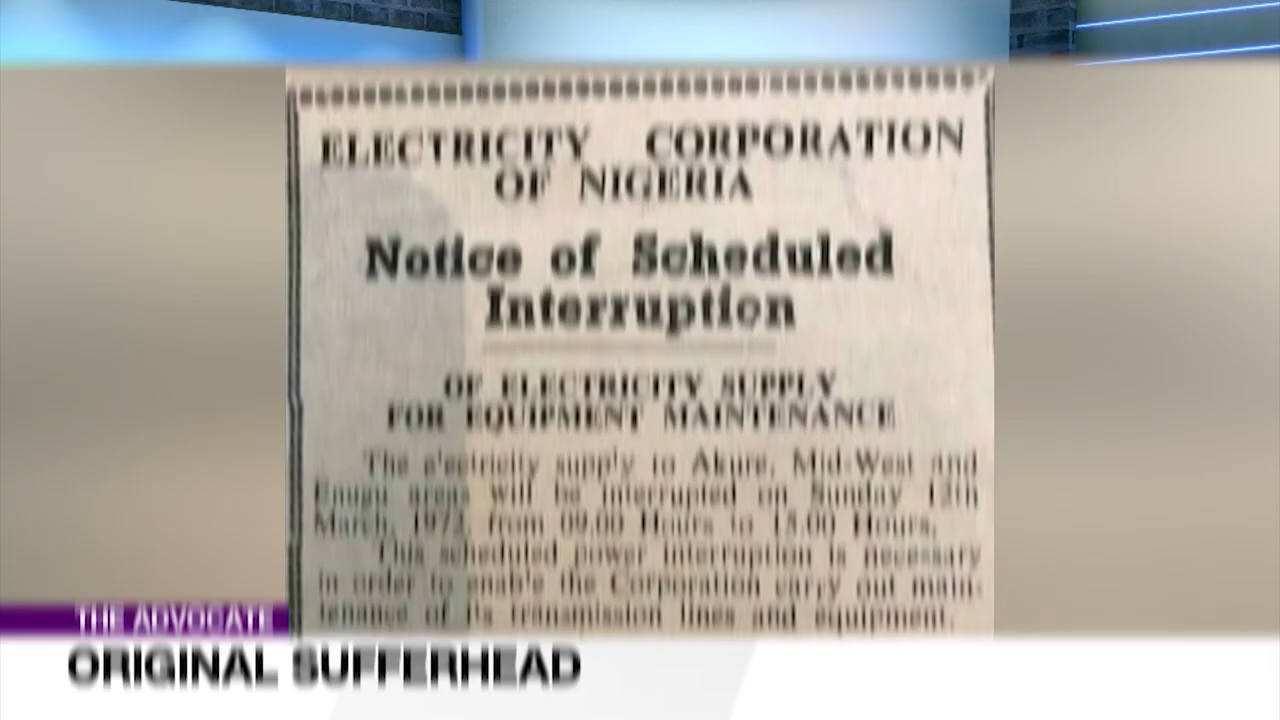 ELECTRICITY CORPORATION
OF NIGERIA
Notice of Scheduled
Interruption
OF ELECTRICITY SUPPLY
FOR EQUIPMENT MAINTENANCE
The electricity supply to Akure, Mid-West and
Enugu areas will be interrupted on Sunday 12th
March, 1972, from 09.00 Hours to 15.00 Hours.
This scheduled power interruption is necessary
in order to enable the Corporation carry out main-
tenance of its transmission lines and equipment.
THE ADVOCATE
ORIGINAL SUFFERHEAD